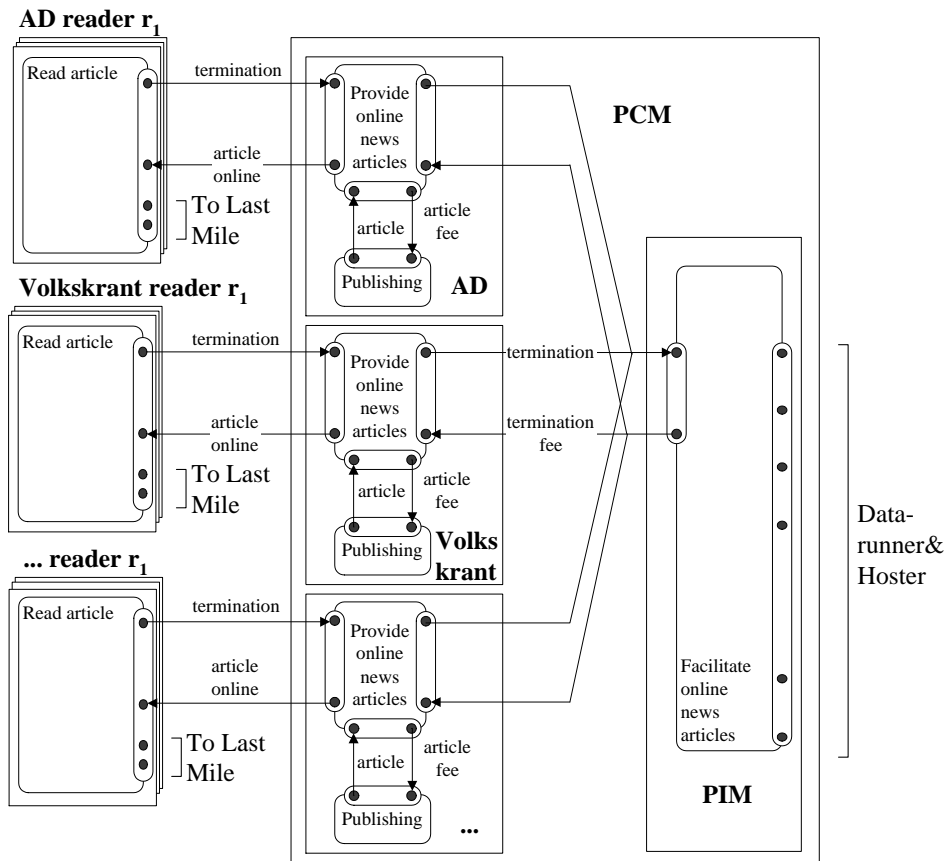 AD reader r1
Read article
termination
article
online
To Last
Mile
Provide
online
news
articles
article
article
fee
Publishing
AD
PCM
Volkskrant reader r1
Read article
termination
article
online
To Last
Mile
Provide
online
news
articles
termination
termination
fee
article
article
fee
Publishing
Volks
krant
... reader r1
Read article
termination
article
online
To Last
Mile
Provide
online
news
articles
article
article
fee
Publishing
...
Facilitate
online
news
articles
PIM
Data-
runner&
Hoster